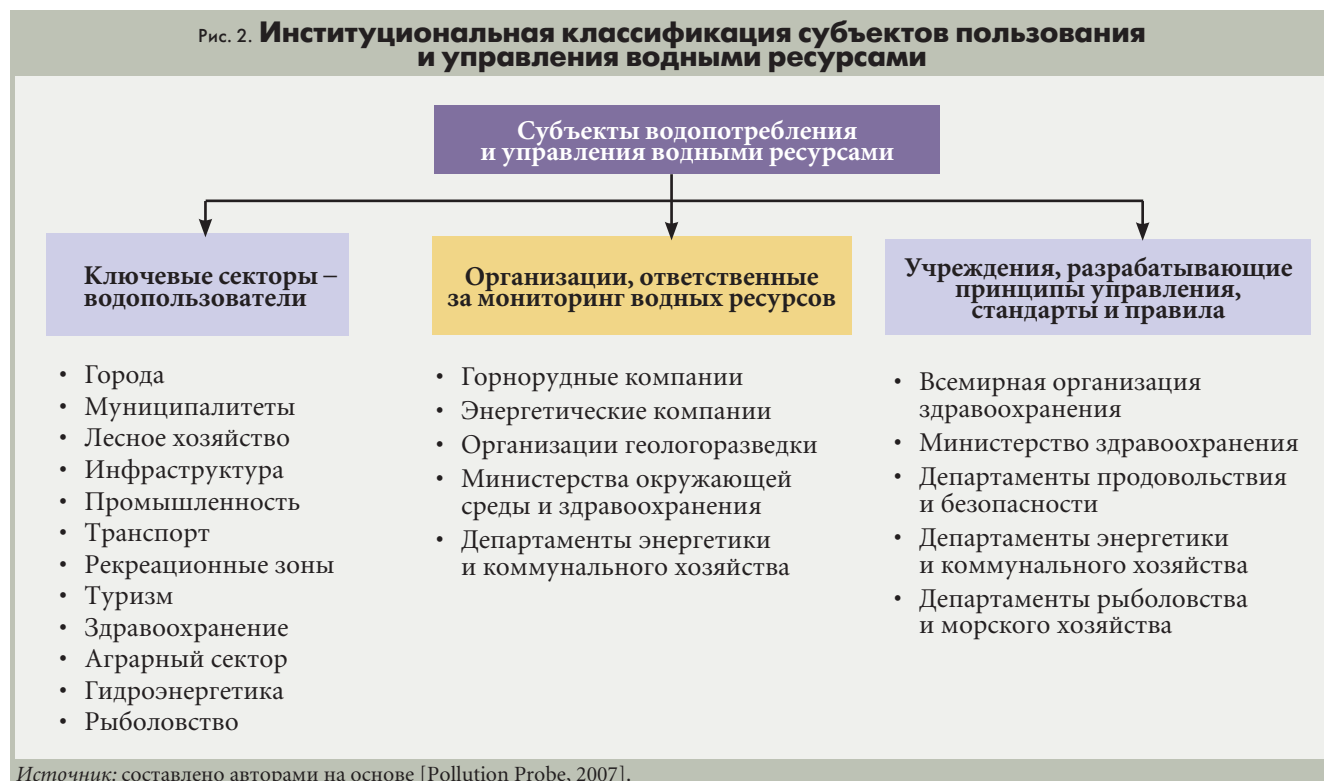 Рис. 2. Институциональная классификация субъектов пользования
и управления водными ресурсами
Субъекты водопотребления
и управления водными ресурсами
Ключевые секторы –
водопользователи
• Города
• Муниципалитеты
• Лесное хозяйство
• Инфраструктура
• Промышленность
• Транспорт
• Рекреационные зоны
• Туризм
• Здравоохранение
• Аграрный сектор
• Гидроэнергетика
• Рыболовство
Организации, ответственные
за мониторинг водных ресурсов
• Горнорудные компании
• Энергетические компании
• Организации геологоразведки
• Министерства окружающей
среды и здравоохранения
• Департаменты энергетики
и коммунального хозяйства
Учреждения, разрабатывающие
принципы управления,
стандарты и правила
• Всемирная организация
здравоохранения
• Министерство здравоохранения
• Департаменты продовольствия
и безопасности
• Департаменты энергетики
и коммунального хозяйства
• Департаменты рыболовства
и морского хозяйства
Источник: составлено авторами на основе [Pollution Probe, 2007].